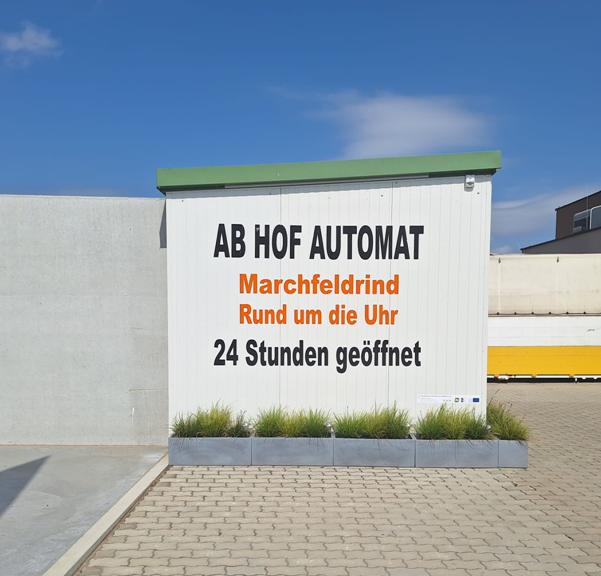 AB HOF AUTOMAT
Marchfeldrind
Rund um die Uhr
24 Stunden geöffnet